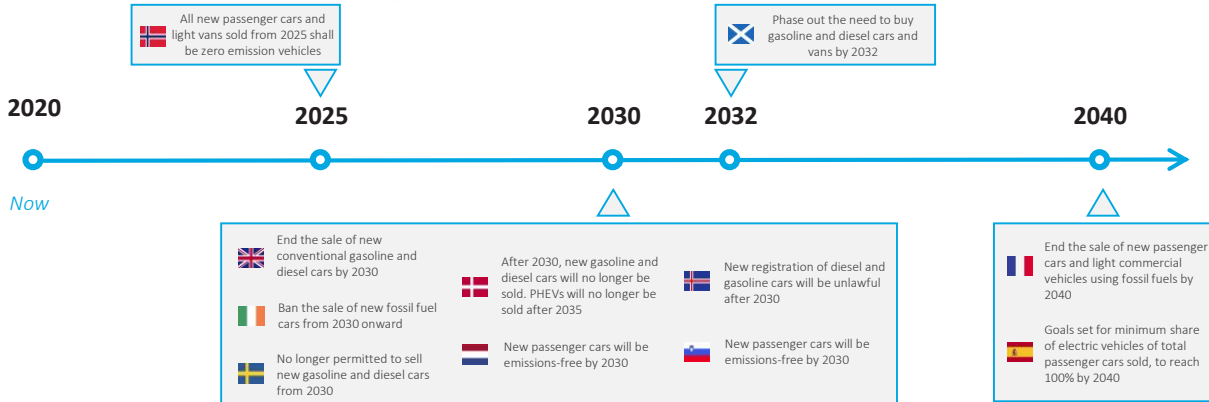 All new passenger cars and
light vans sold from 2025 shall
be zero emission vehicles
Phase out the need to buy
gasoline and diesel cars and
vans by 2032
2020
2025
2030
2032
2040
Now
End the sale of new
conventional gasoline and
diesel cars by 2030
Ban the sale of new fossil fuel
cars from 2030 onward
No longer permitted to sell
new gasoline and diesel cars
from 2030
After 2030, new gasoline and
diesel cars will no longer be
sold. PHEVs will no longer be
sold after 2035
New passenger cars will be
emissions-free by 2030
New registration of diesel and
gasoline cars will be unlawful
after 2030
New passenger cars will be
emissions-free by 2030
End the sale of new passenger
cars and light commercial
vehicles using fossil fuels by
2040
Goals set for minimum share
of electric vehicles of total
passenger cars sold, to reach
100% by 2040